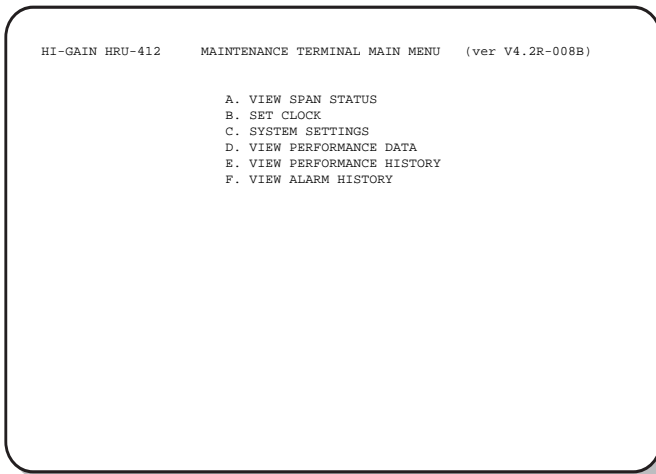 HI-GAIN HRU-412 MAINTENANCE TERMINAL MAIN MENU (ver V4.2R-008B)
A. VIEW SPAN STATUS
B. SET CLOCK
C. SYSTEM SETTINGS
D. VIEW PERFORMANCE DATA
E. VIEW PERFORMANCE HISTORY
F. VIEW ALARM HISTORY